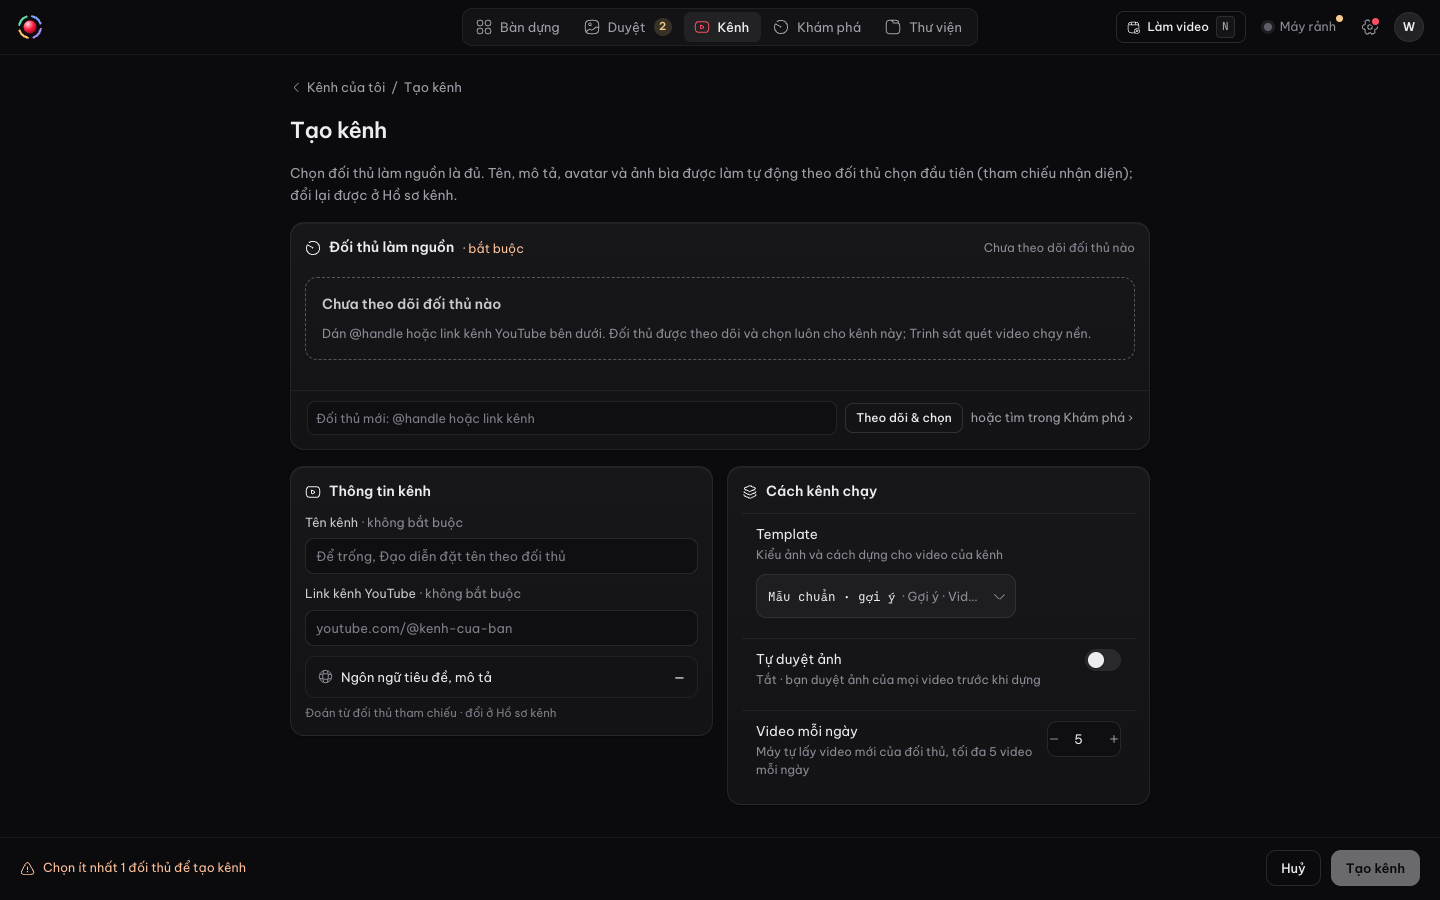 Bàn dựng
Duyệt 2
Kênh
Khám phá
Thư viện
Làm video N
Máy rảnh
W
Kênh của tôi / Tạo kênh
Tạo kênh
Chọn đối thủ làm nguồn là đủ. Tên, mô tả, avatar và ảnh bìa được làm tự động theo đối thủ chọn đầu tiên (tham chiếu nhận diện);
đổi lại được ở Hồ sơ kênh.
Đối thủ làm nguồn · bắt buộc
Chưa theo dõi đối thủ nào
Chưa theo dõi đối thủ nào
Dán @handle hoặc link kênh YouTube bên dưới. Đối thủ được theo dõi và chọn luôn cho kênh này; Trinh sát quét video chạy nền.
Đối thủ mới: @handle hoặc link kênh
Theo dõi & chọn
hoặc tìm trong Khám phá ›
Thông tin kênh
Tên kênh · không bắt buộc
Để trống, Đạo diễn đặt tên theo đối thủ
Link kênh YouTube · không bắt buộc
youtube.com/@kenh-cua-ban
Ngôn ngữ tiêu đề, mô tả –
Đoán từ đối thủ tham chiếu · đổi ở Hồ sơ kênh
Cách kênh chạy
Template
Kiểu ảnh và cách dựng cho video của kênh
Mẫu chuẩn · gợi ý · Gợi ý · Vid...
Tự duyệt ảnh
Tắt · bạn duyệt ảnh của mọi video trước khi dựng
Video mỗi ngày
Máy tự lấy video mới của đối thủ, tối đa 5 video
mỗi ngày
− 5 +
Chọn ít nhất 1 đối thủ để tạo kênh
Huỷ
Tạo kênh